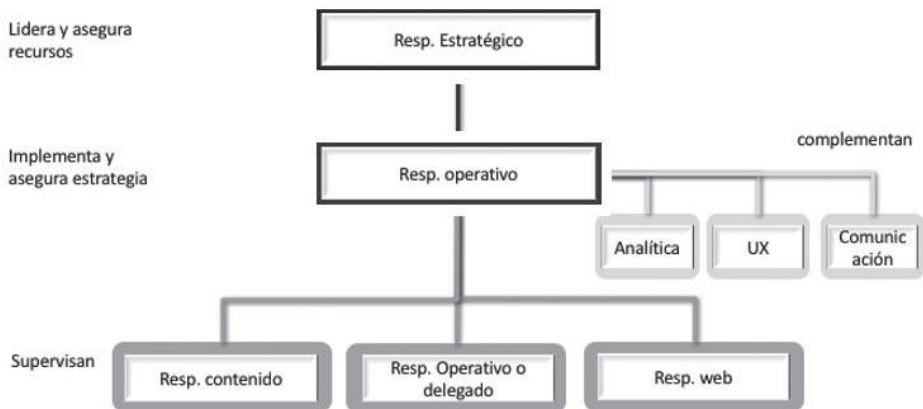 Lidera y asegura
recursos
Resp. Estratégico
Implementa y
asegura estrategia
Resp. operativo
complementan
Analítica
UX
Comunic
ación
Supervisan
Resp. contenido
Resp. Operativo o
delegado
Resp. web